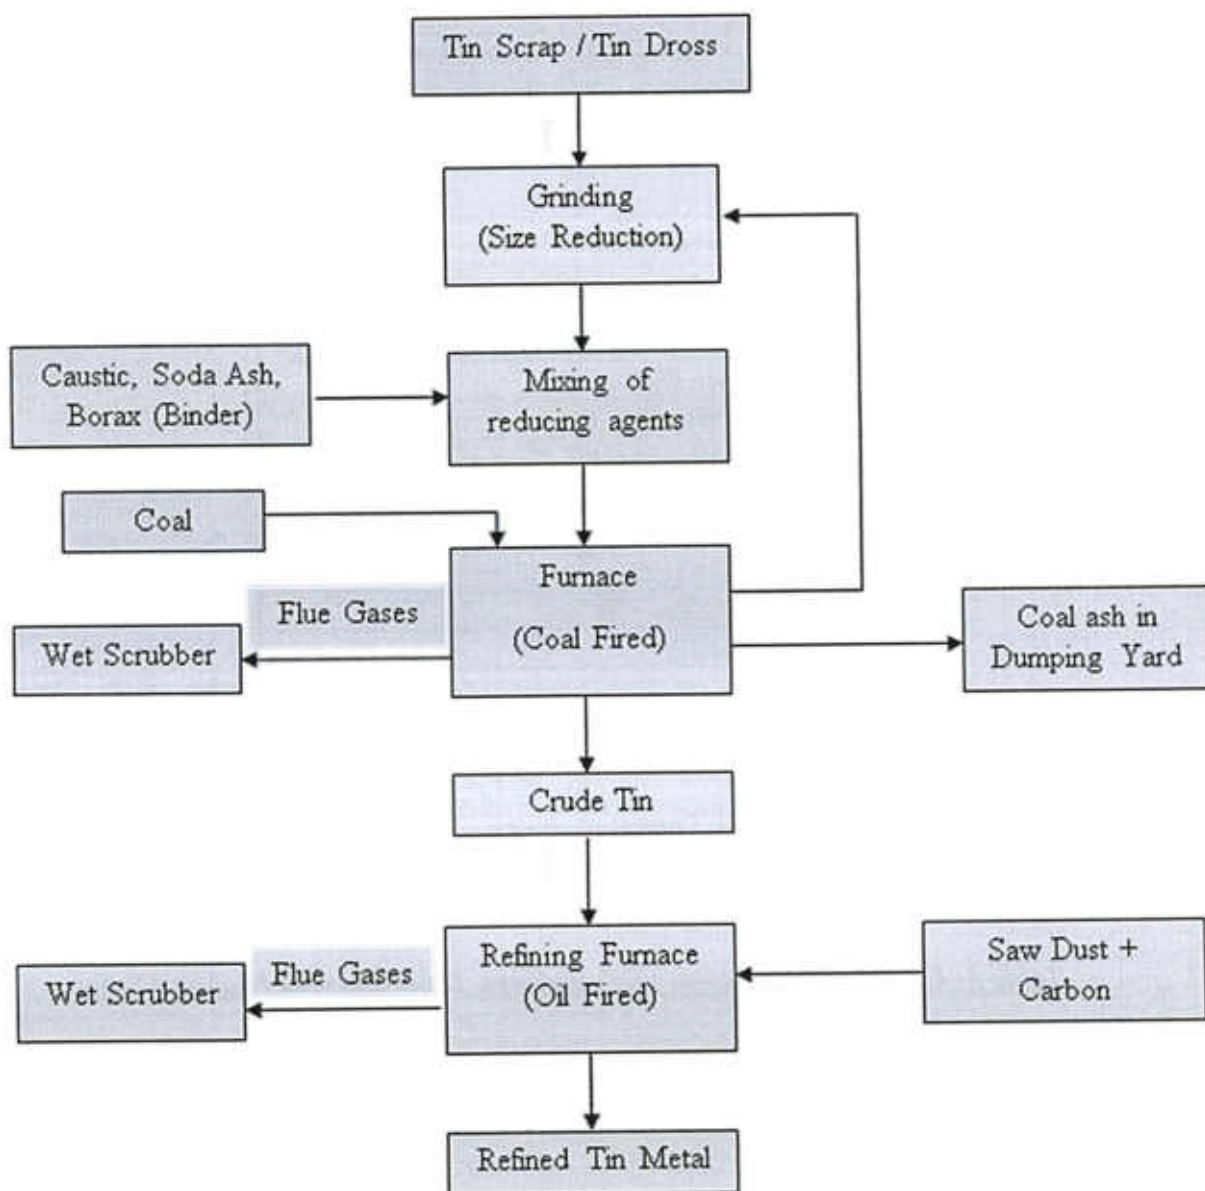 Tin Scrap / Tin Dross
Grinding
(Size Reduction)
Caustic, Soda Ash,
Borax (Binder)
Mixing of
reducing agents
Coal
Furnace
(Coal Fired)
Flue Gases
Wet Scrubber
Coal ash in
Dumping Yard
Crude Tin
Refining Furnace
(Oil Fired)
Saw Dust +
Carbon
Flue Gases
Wet Scrubber
Refined Tin Metal